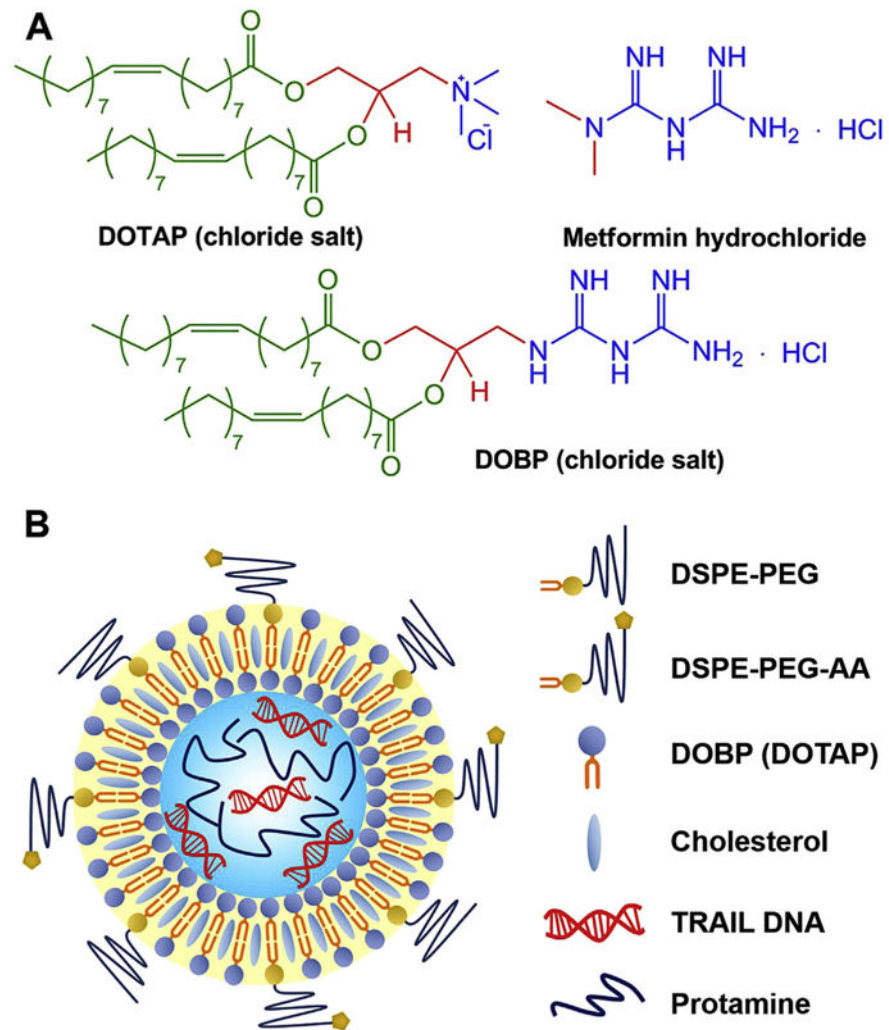 A
O
O
7
7
O
H
O
7
7
O
N
+
Cl
-
DOTAP (chloride salt)
NH
NH
N
N
H
NH₂ · HCl
Metformin hydrochloride
O
O
7
7
O
H
O
7
7
NH
NH
N
H
N
H
NH₂ · HCl
DOBP (chloride salt)
B
DSPE-PEG
DSPE-PEG-AA
DOBP (DOTAP)
Cholesterol
TRAIL DNA
Protamine